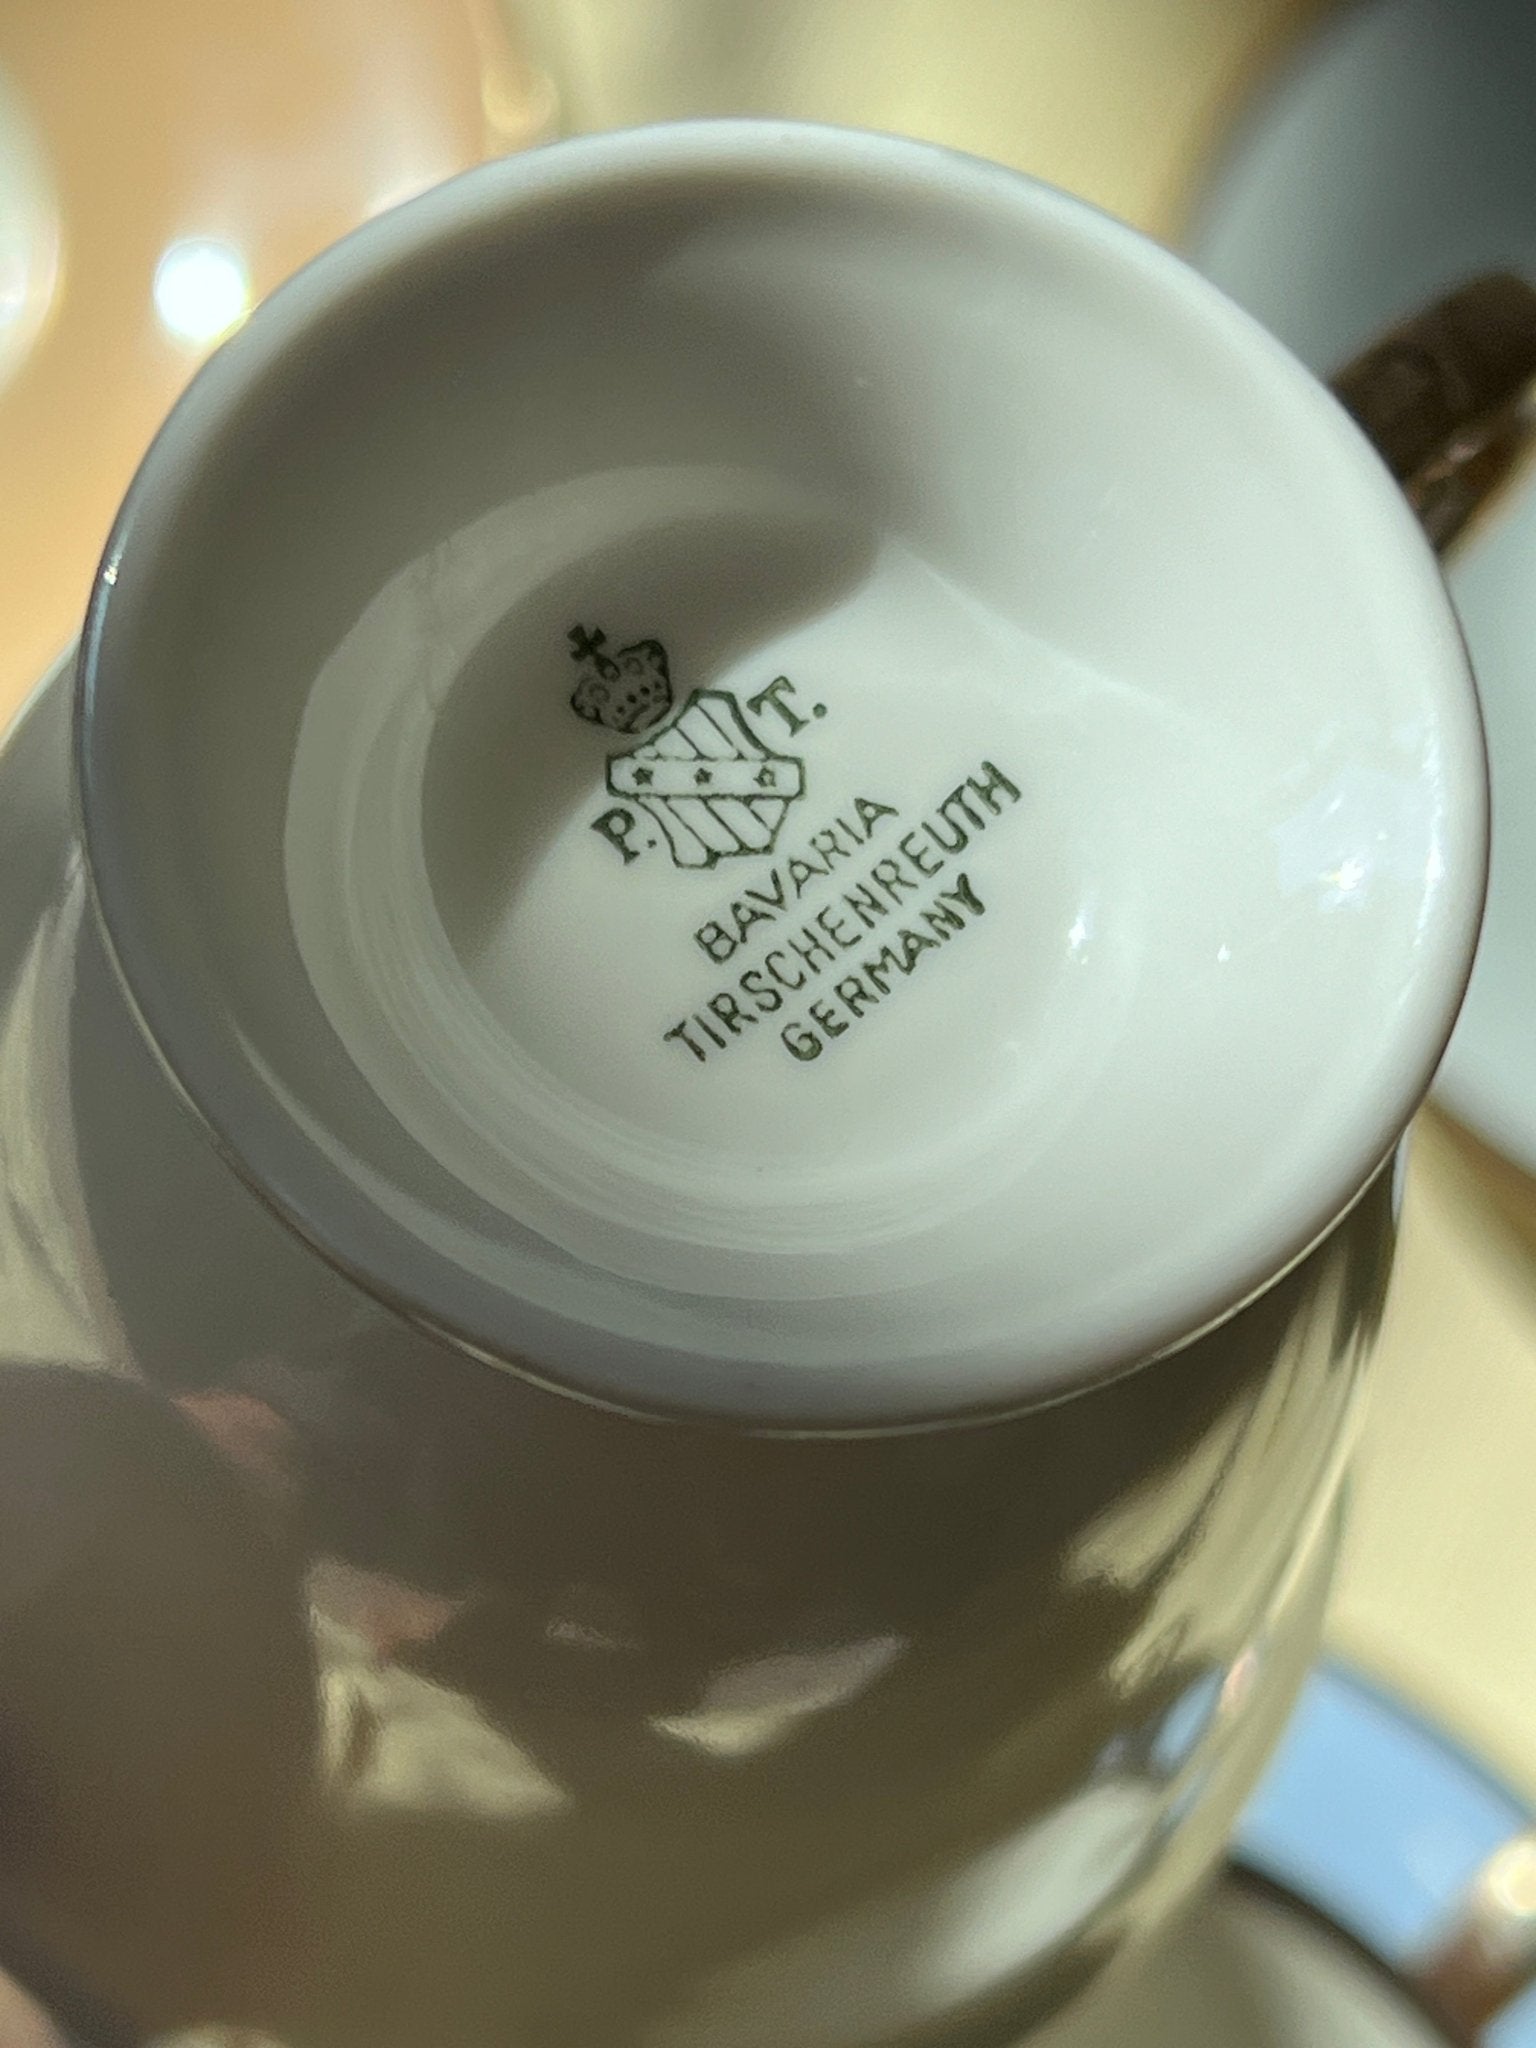 P. T.
BAVARIA
TIRSCHENREUTH
GERMANY